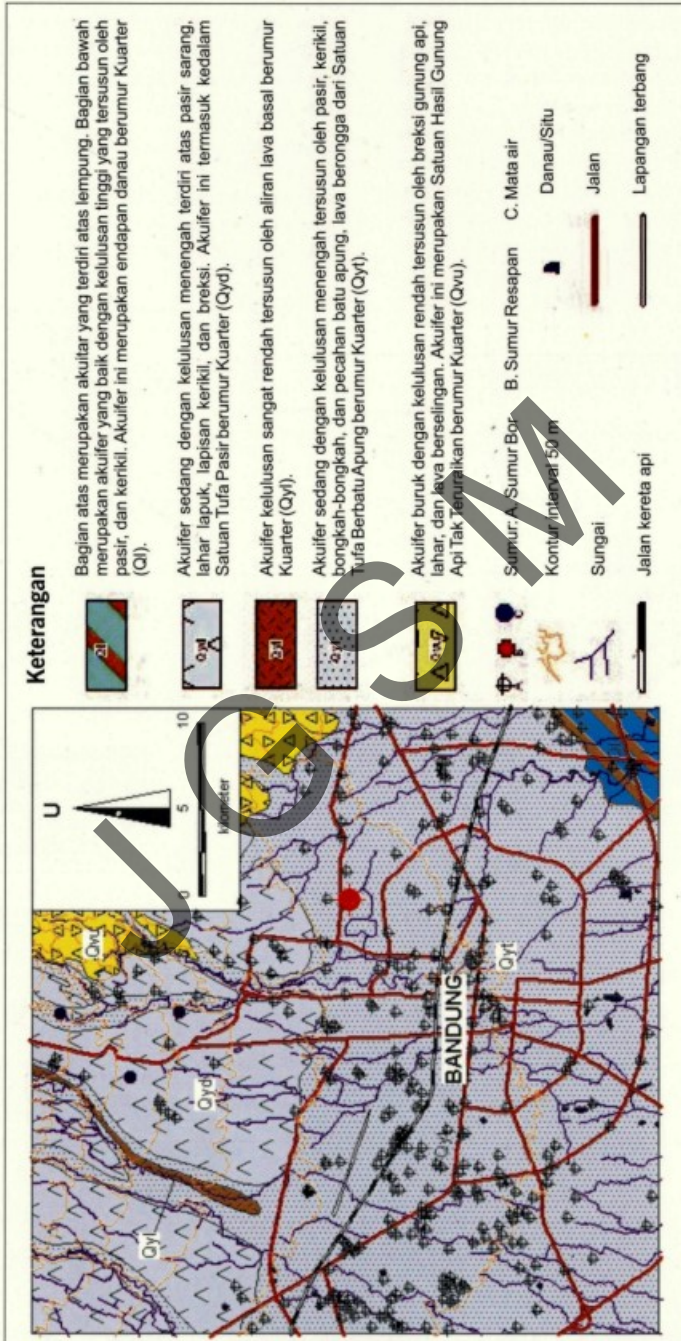 Keterangan
Qyl
Bagian atas merupakan akuitar yang terdiri atas lempung. Bagian bawah
merupakan akuifer yang baik dengan kelulusan tinggi yang tersusun oleh
pasir, dan kerikil. Akuifer ini merupakan endapan danau berumur Kuarter
(Ql).
Qyd
Akuifer sedang dengan kelulusan menengah terdiri atas pasir sarang,
lahar lapuk, lapisan kerikil, dan breksi. Akuifer ini termasuk kedalam
Satuan Tufa Pasir berumur Kuarter (Qyd).
Qyl
Akuifer kelulusan sangat rendah tersusun oleh aliran lava basal berumur
Kuarter (Qyl).
Qyt
Akuifer sedang dengan kelulusan menengah tersusun oleh pasir, kerikil,
bongkah-bongkah, dan pecahan batu apung, lava berongga dari Satuan
Tufa Berbatu Apung berumur Kuarter (Qyt).
Qvu
Akuifer buruk dengan kelulusan rendah tersusun oleh breksi gunung api,
lahar, dan lava berselingan. Akuifer ini merupakan Satuan Hasil Gunung
Api Tak Teruraikan berumur Kuarter (Qvu).
A B C
Sumur: A. Sumur Bor B. Sumur Resapan C. Mata air
Kontur Interval 50 m
Danau/Situ
Sungai
Jalan
Jalan kereta api
Lapangan terbang
U
0 5 10
kilometer
Qvu
Qyd
Qyl
BANDUNG
Qyt
Qyt
JGSM